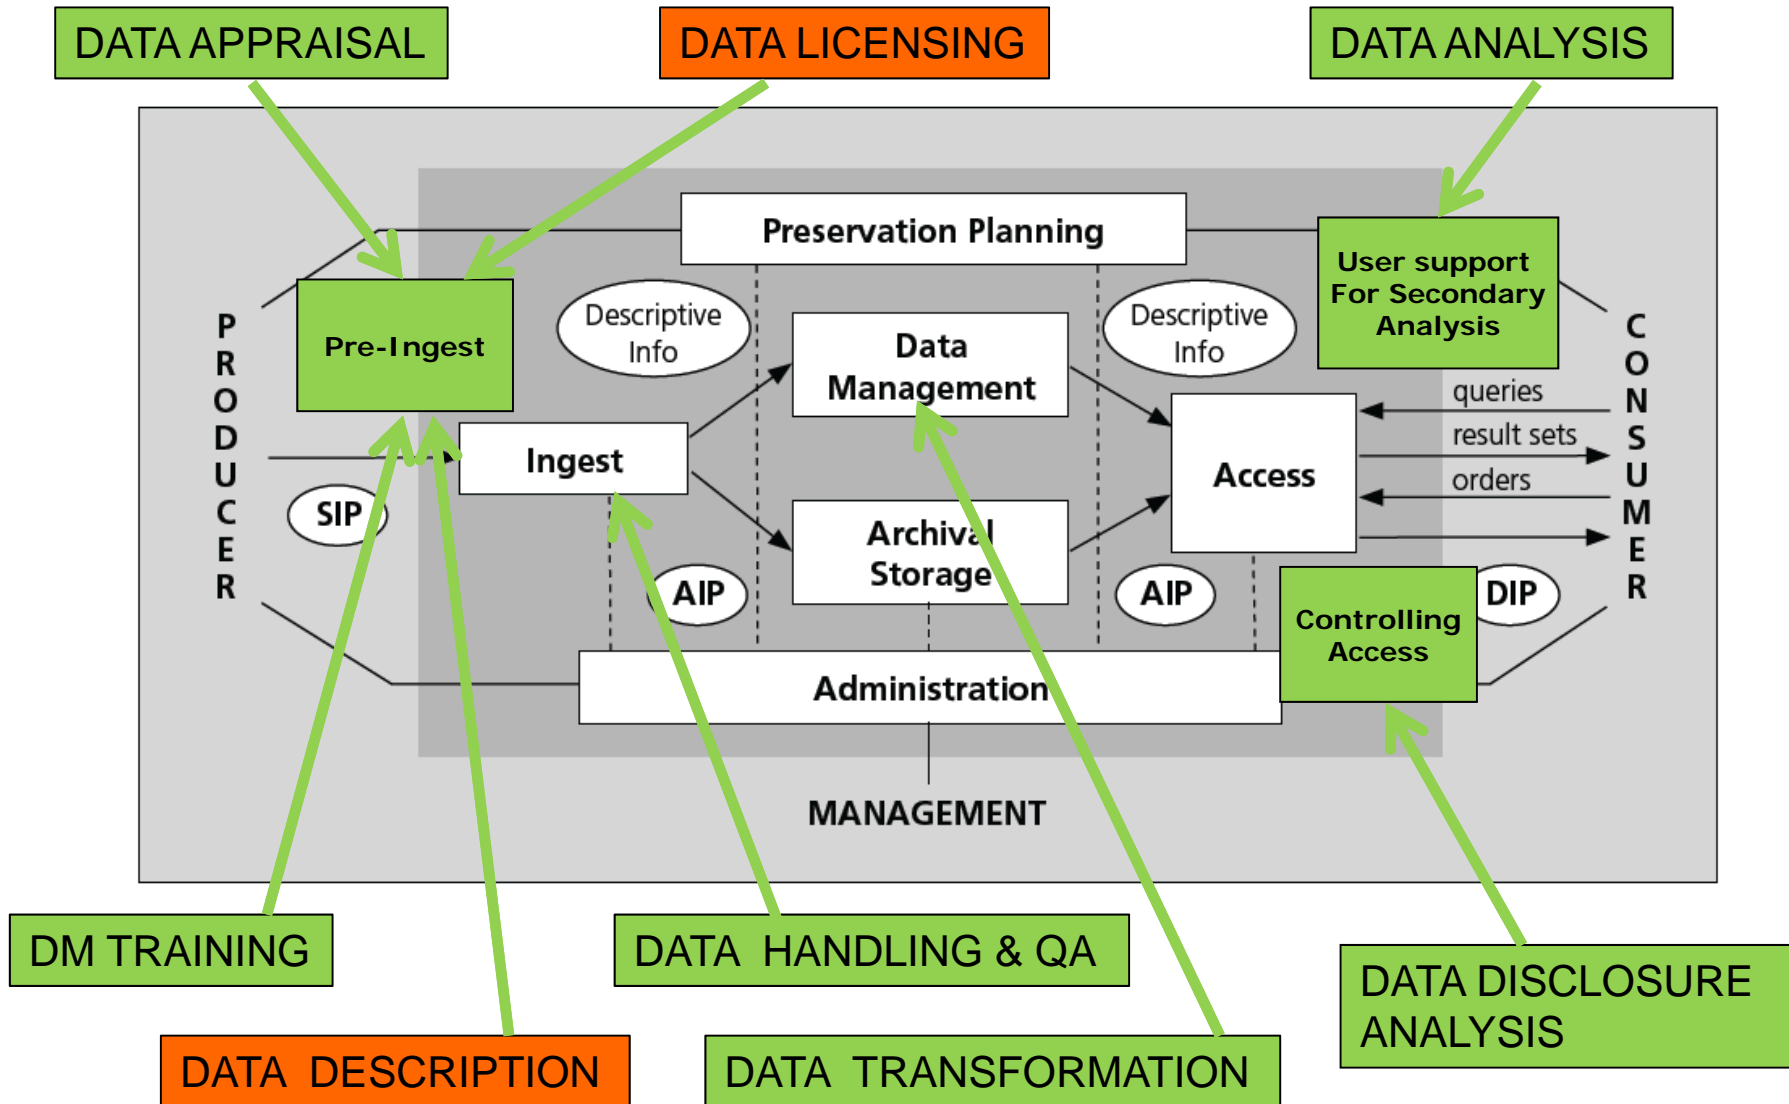 DATA APPRAISAL
DATA LICENSING
DATA ANALYSIS
Preservation Planning
User support
For Secondary
Analysis
Pre-Ingest
Descriptive
Info
Data
Management
Descriptive
Info
PRODUCER
CONSUMER
queries
result sets
orders
Ingest
Access
SIP
Archival
Storage
AIP
AIP
DIP
Controlling
Access
Administration
MANAGEMENT
DM TRAINING
DATA  HANDLING & QA
DATA DISCLOSURE
ANALYSIS
DATA  DESCRIPTION
DATA  TRANSFORMATION